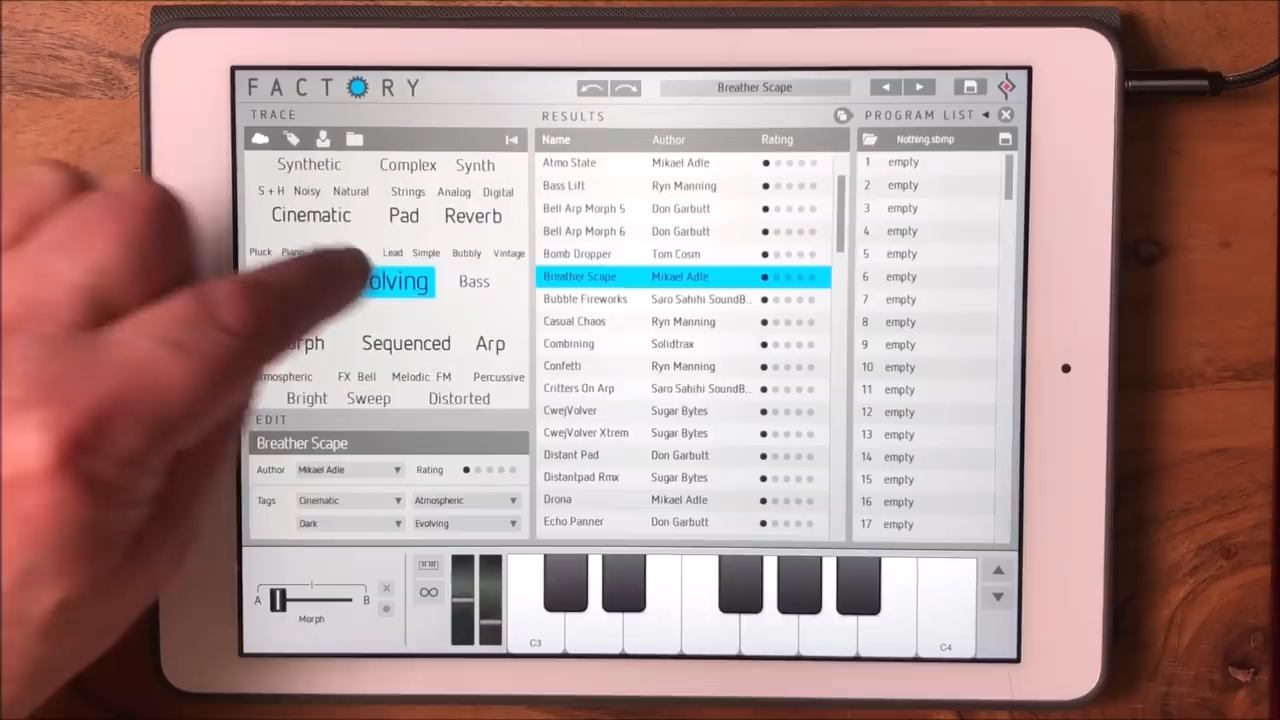 FACTORY
Breather Scape
TRACE
RESULTS
PROGRAM LIST
Name Author Rating
Nothing.sbmp
Synthetic Complex Synth
S + H Noisy Natural Strings Analog Digital
Cinematic Pad Reverb
Pluck Lead Simple Bubbly Vintage
olving Bass
rph Sequenced Arp
mospheric FX Bell Melodic FM Percussive
Bright Sweep Distorted
Atmo State Mikael Adle
Bass Lift Ryn Manning
Bell Arp Morph 5 Don Garbutt
Bell Arp Morph 6 Don Garbutt
Bomb Dropper Tom Cosm
Breather Scape Mikael Adle
Bubble Fireworks Saro Sahihi SoundB..
Casual Chaos Ryn Manning
Combining Solidtrax
Confetti Ryn Manning
Critters On Arp Saro Sahihi SoundB..
CwejVolver Sugar Bytes
CwejVolver Xtrem Sugar Bytes
Distant Pad Don Garbutt
Distantpad Rmx Sugar Bytes
Drona Mikael Adle
Echo Panner Don Garbutt
1 empty
2 empty
3 empty
4 empty
5 empty
6 empty
7 empty
8 empty
9 empty
10 empty
11 empty
12 empty
13 empty
14 empty
15 empty
16 empty
17 empty
EDIT
Breather Scape
Author Mikael Adle Rating
Tags Cinematic Atmospheric
Dark Evolving
A B
Morph
C3
C4